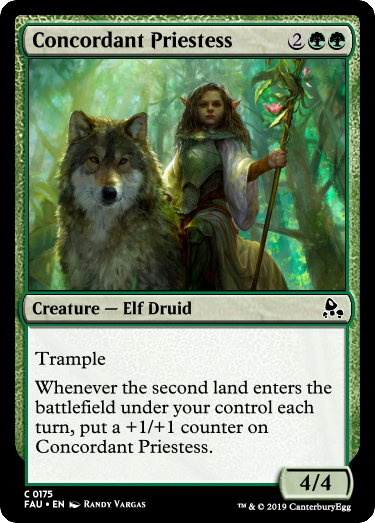 Concordant Priestess 2
Creature — Elf Druid
Trample
Whenever the second land enters the
battlefield under your control each
turn, put a +1/+1 counter on
Concordant Priestess.
4/4
C 0175
FAU • EN Randy Vargas
™ & © 2019 CanterburyEgg